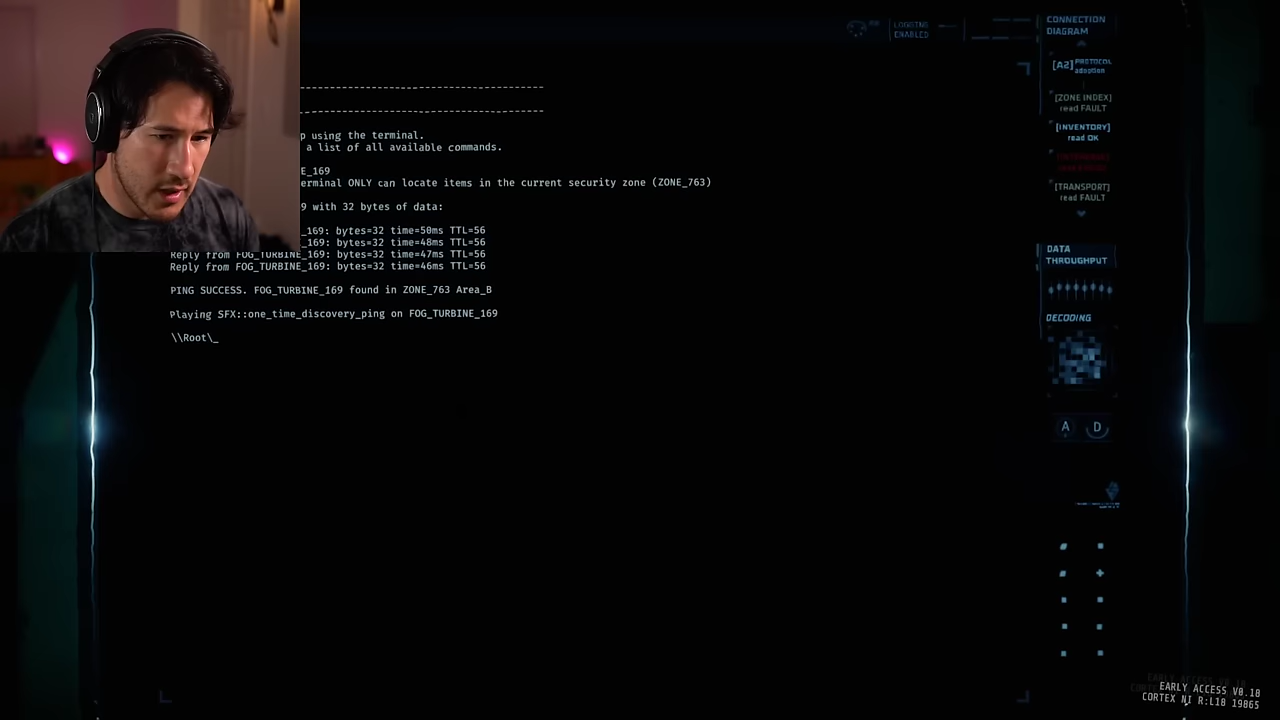 LOGGING
ENABLED
CONNECTION
DIAGRAM
[A2] PROTOCOL
adoption
[ZONE INDEX]
read FAULT
[INVENTORY]
read OK
[TRANSPORT]
read FAULT
DATA
THROUGHPUT
DECODING
A D
--------------------------------------------
--------------------------------------------
p using the terminal.
a list of all available commands.
E_169
erminal ONLY can locate items in the current security zone (ZONE_763)
9 with 32 bytes of data:
_169: bytes=32 time=50ms TTL=56
_169: bytes=32 time=48ms TTL=56
Reply from FOG_TURBINE_169: bytes=32 time=47ms TTL=56
Reply from FOG_TURBINE_169: bytes=32 time=46ms TTL=56
PING SUCCESS. FOG_TURBINE_169 found in ZONE_763 Area_B
Playing SFX::one_time_discovery_ping on FOG_TURBINE_169
\\Root\_
EARLY ACCESS V0.18
CORTEX NI R:L18 19865